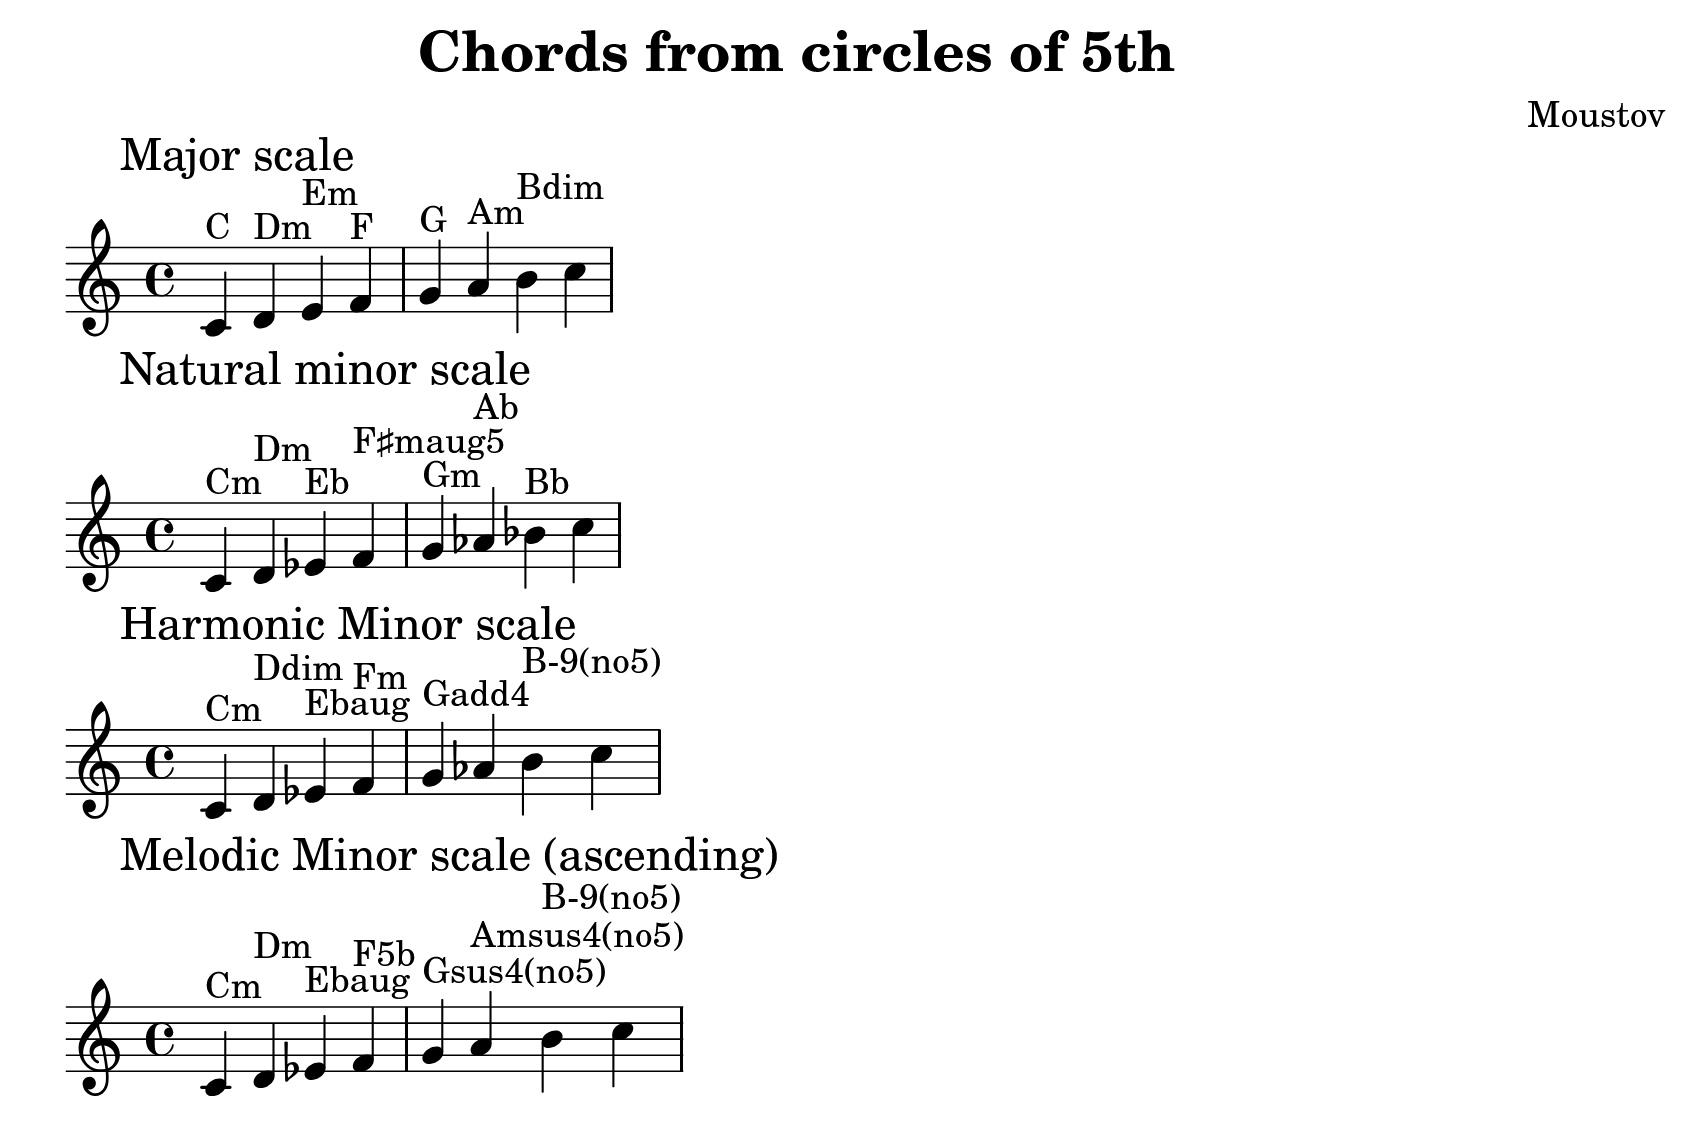 Chords from circles of 5th
Moustov
Major scale
C Dm Em F G Am Bdim
Natural minor scale
Cm Dm Eb F♯maug5 Gm Ab Bb
Harmonic Minor scale
Cm Ddim Ebaug Fm Gadd4 B-9(no5)
Melodic Minor scale (ascending)
Cm Dm Ebaug F5b Gsus4(no5) Amsus4(no5) B-9(no5)